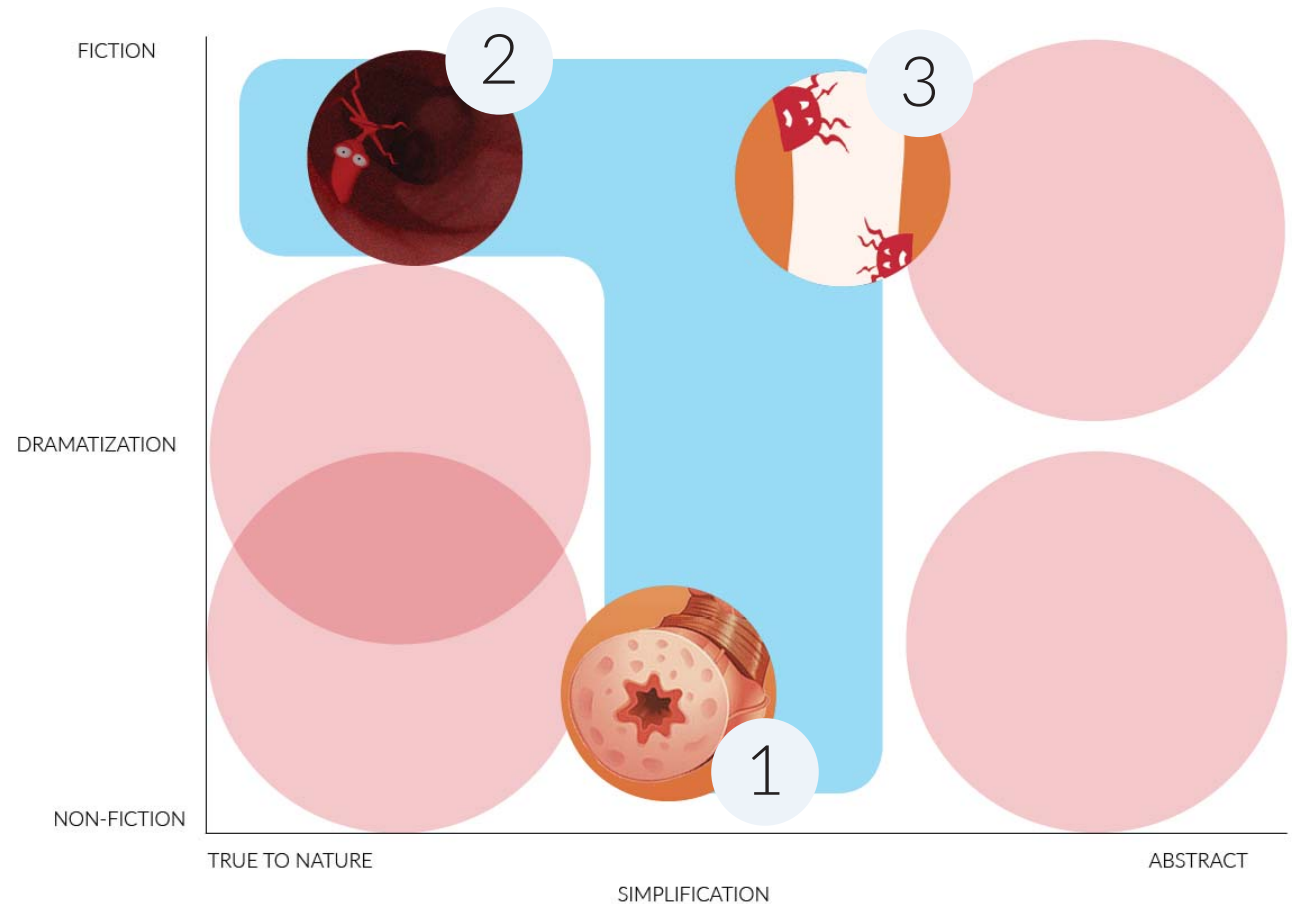 2
FICTION
3
DRAMATIZATION
1
NON-FICTION
TRUE TO NATURE
ABSTRACT
SIMPLIFICATION